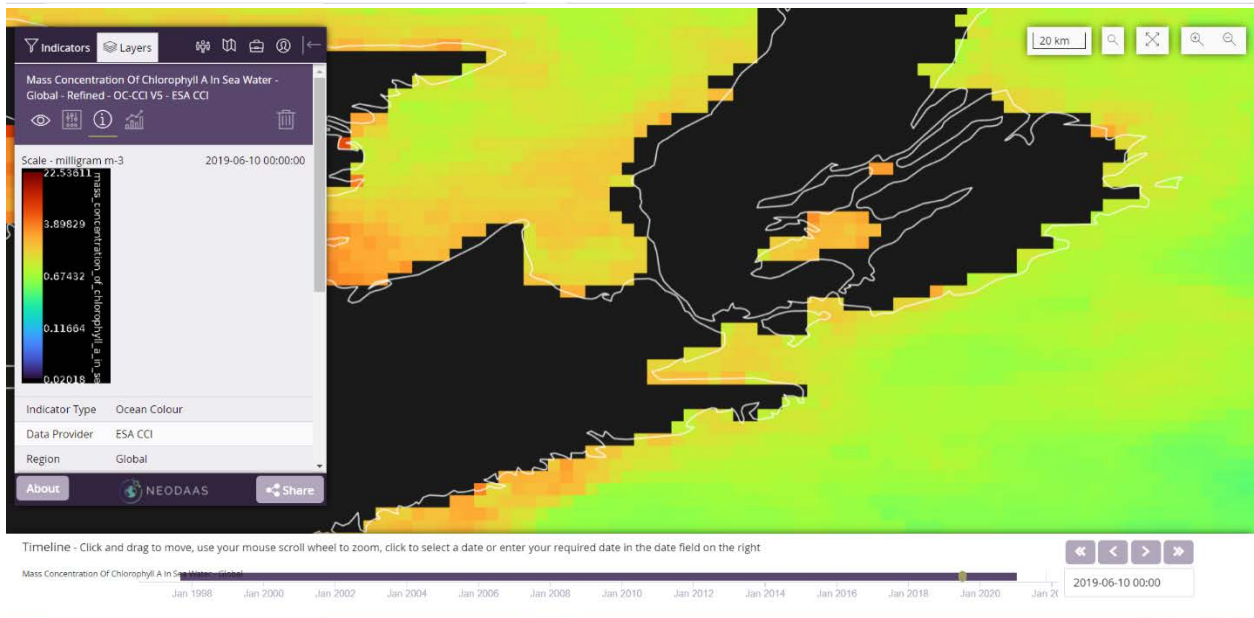 Indicators Layers
20 km
Mass Concentration Of Chlorophyll A In Sea Water -
Global - Refined - OC-CCI V5 - ESA CCI
Scale - milligram m-3 2019-06-10 00:00:00
22.53611
3.89829
0.67432
0.11664
0.02018
mass_concentration_of_chlorophyll_a_in_se
Indicator Type Ocean Colour
Data Provider ESA CCI
Region Global
About NEODAAS Share
Timeline - Click and drag to move, use your mouse scroll wheel to zoom, click to select a date or enter your required date in the date field on the right
Mass Concentration Of Chlorophyll A In Sea Water - Global
2019-06-10 00:00
Jan 1998 Jan 2000 Jan 2002 Jan 2004 Jan 2006 Jan 2008 Jan 2010 Jan 2012 Jan 2014 Jan 2016 Jan 2018 Jan 2020